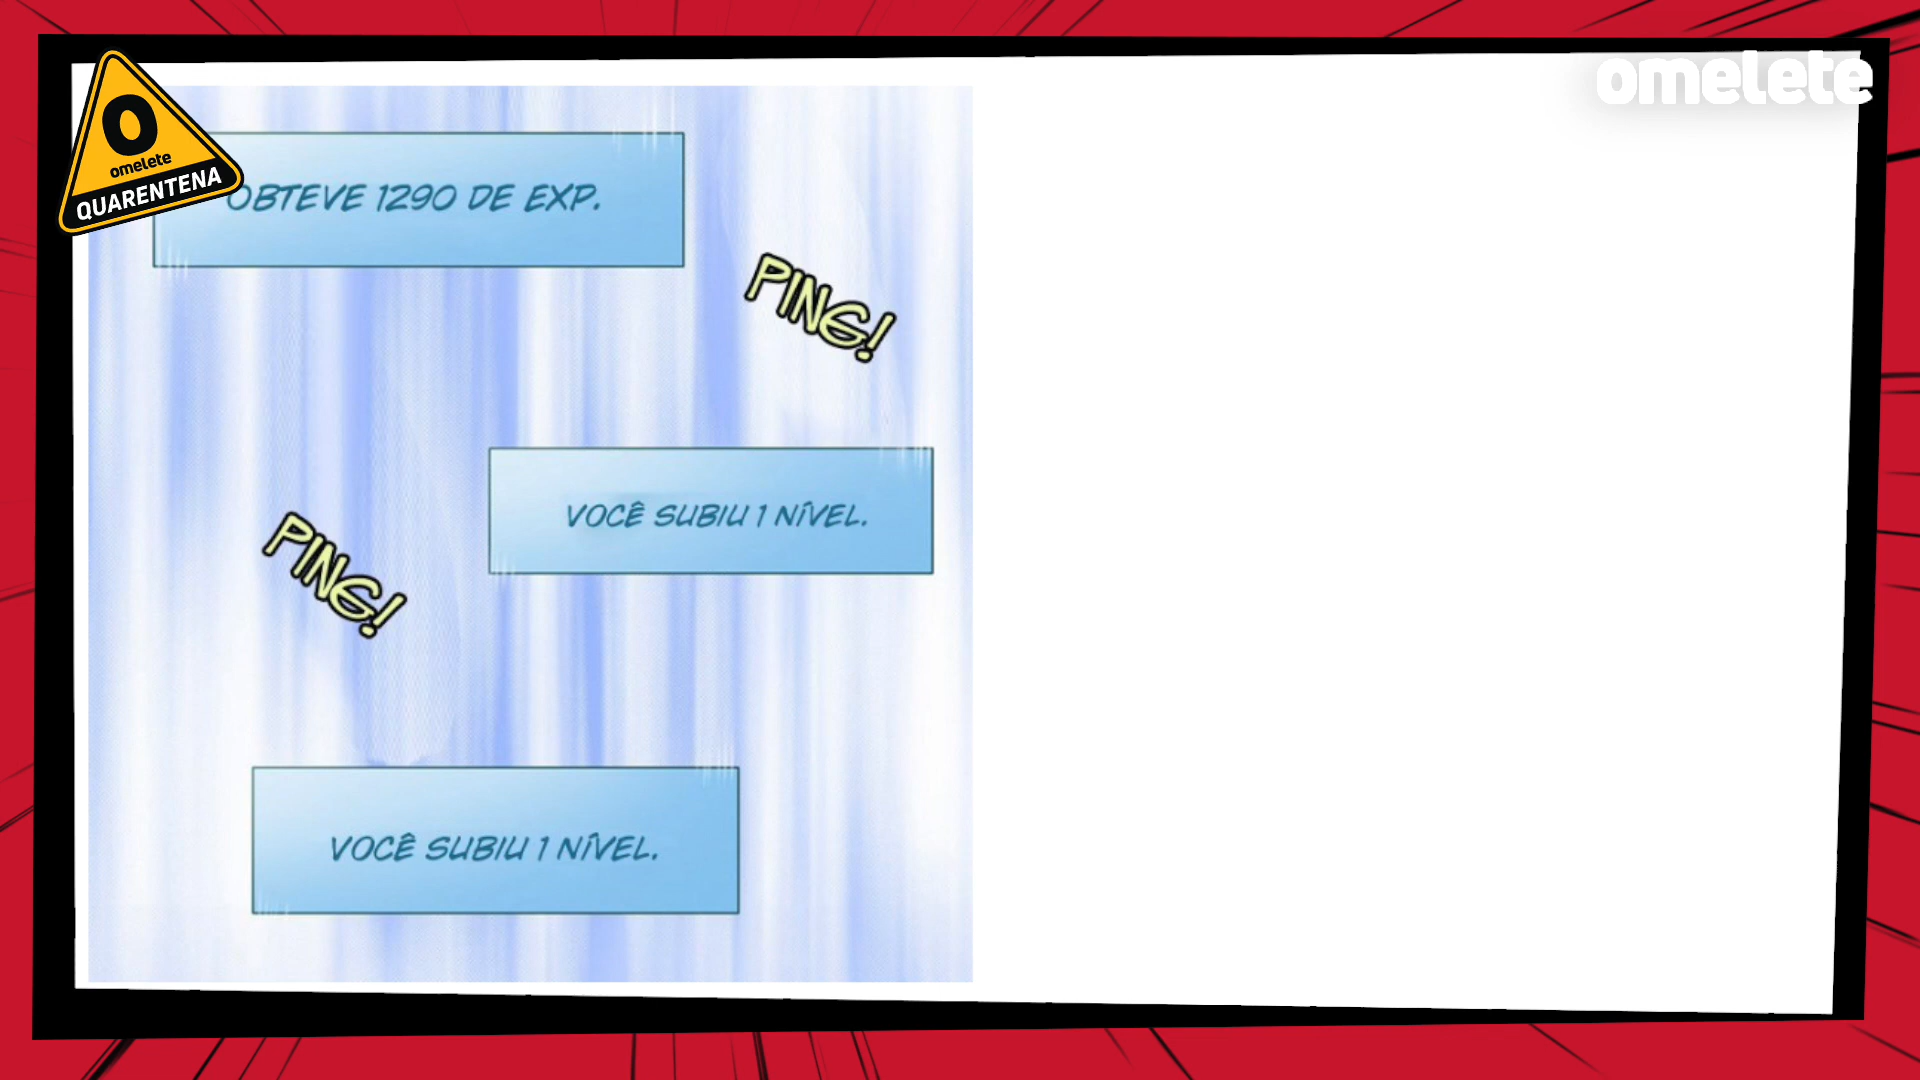 omelete
O
omelete
QUARENTENA
OBTEVE 1290 DE EXP.
PING!
VOCÊ SUBIU 1 NÍVEL.
PING!
VOCÊ SUBIU 1 NÍVEL.